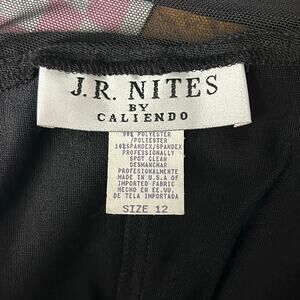 J.R. NITES
BY
CALIENDO
90% POLYESTER
/POLIESTER
10%SPANDEX/SPANDEX
PROFESSIONALLY
SPOT CLEAN
DESMANCHAR
PROFESIONALMENTE
MADE IN U.S.A OF
IMPORTED FABRIC
HECHO EN EE.UU.
DE TELA IMPORTADA
SIZE 12